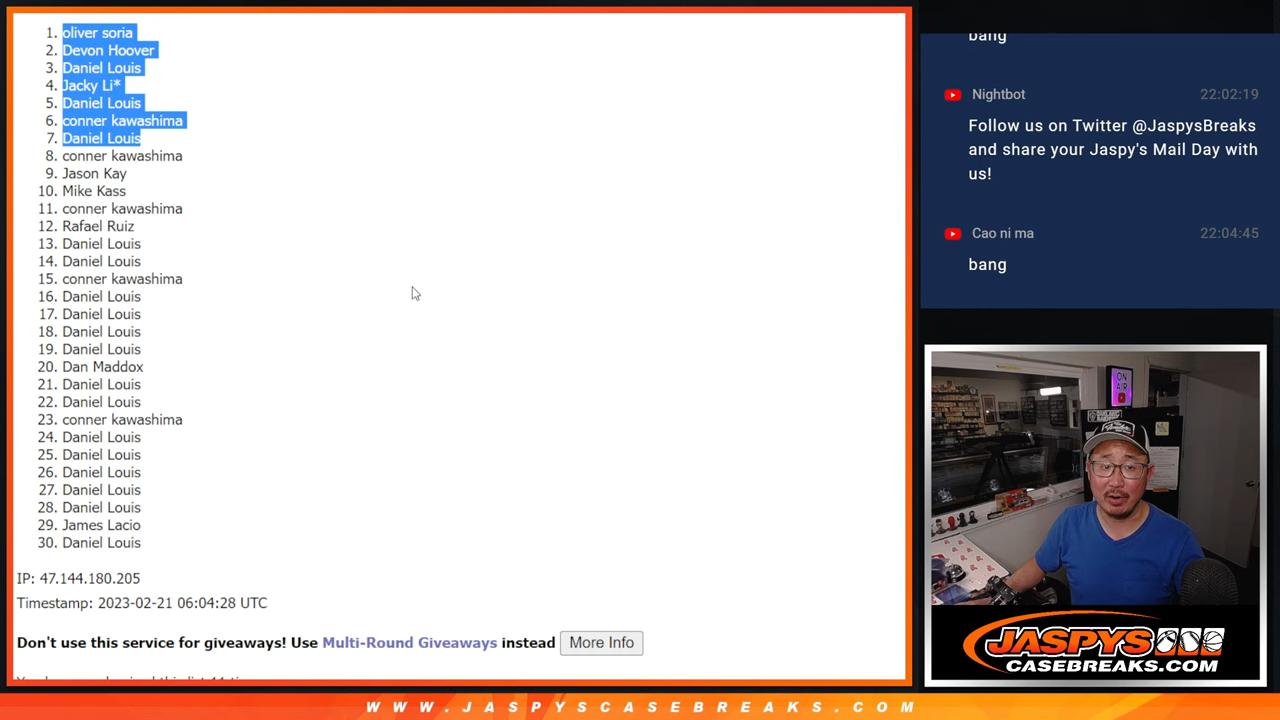 1. oliver soria
2. Devon Hoover
3. Daniel Louis
4. Jacky Li*
5. Daniel Louis
6. conner kawashima
7. Daniel Louis
8. conner kawashima
9. Jason Kay
10. Mike Kass
11. conner kawashima
12. Rafael Ruiz
13. Daniel Louis
14. Daniel Louis
15. conner kawashima
16. Daniel Louis
17. Daniel Louis
18. Daniel Louis
19. Daniel Louis
20. Dan Maddox
21. Daniel Louis
22. Daniel Louis
23. conner kawashima
24. Daniel Louis
25. Daniel Louis
26. Daniel Louis
27. Daniel Louis
28. Daniel Louis
29. James Lacio
30. Daniel Louis
IP: 47.144.180.205
Timestamp: 2023-02-21 06:04:28 UTC
Don't use this service for giveaways! Use Multi-Round Giveaways instead More Info
bang
Nightbot 22:02:19
Follow us on Twitter @JaspysBreaks
and share your Jaspy's Mail Day with
us!
Cao ni ma 22:04:45
bang
ON
AIR
JASPYS
CASEBREAKS.COM
WWW.JASPYSCASEBREAKS.COM